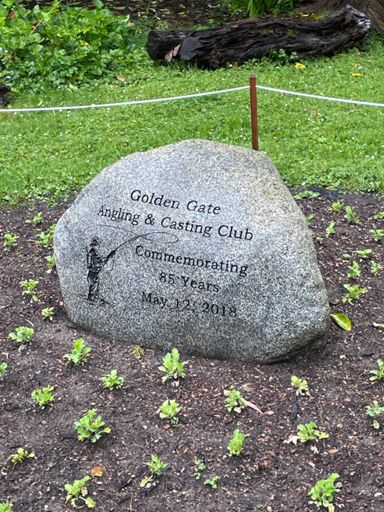 Golden Gate
Angling & Casting Club
Commemorating
85 Years
May 12, 2018